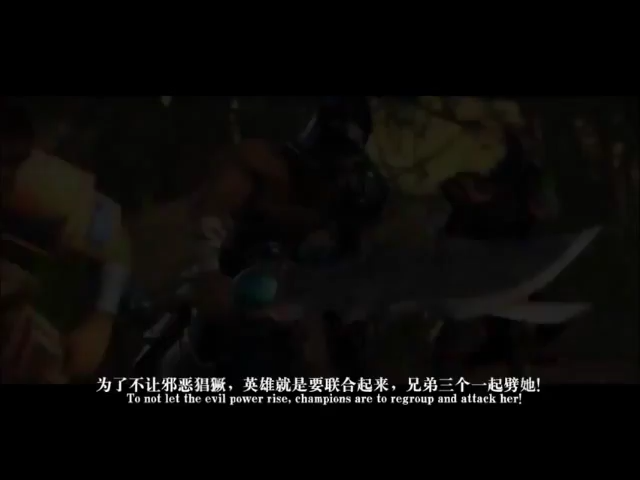 为了不让邪恶猖獗，英雄就是要联合起来，兄弟三个一起劈她！
To not let the evil power rise, champions are to regroup and attack her!